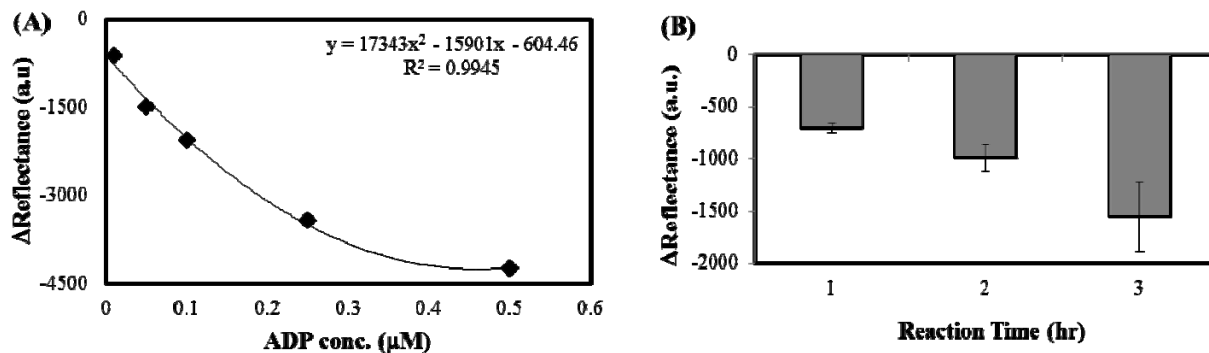 (A)
y = 17343x² - 15901x - 604.46
R² = 0.9945
0
-1500
-3000
-4500
ΔReflectance (a.u)
0 0.1 0.2 0.3 0.4 0.5 0.6
ADP conc. (μM)
(B)
0
-500
-1000
-1500
-2000
ΔReflectance (a.u.)
1 2 3
Reaction Time (hr)